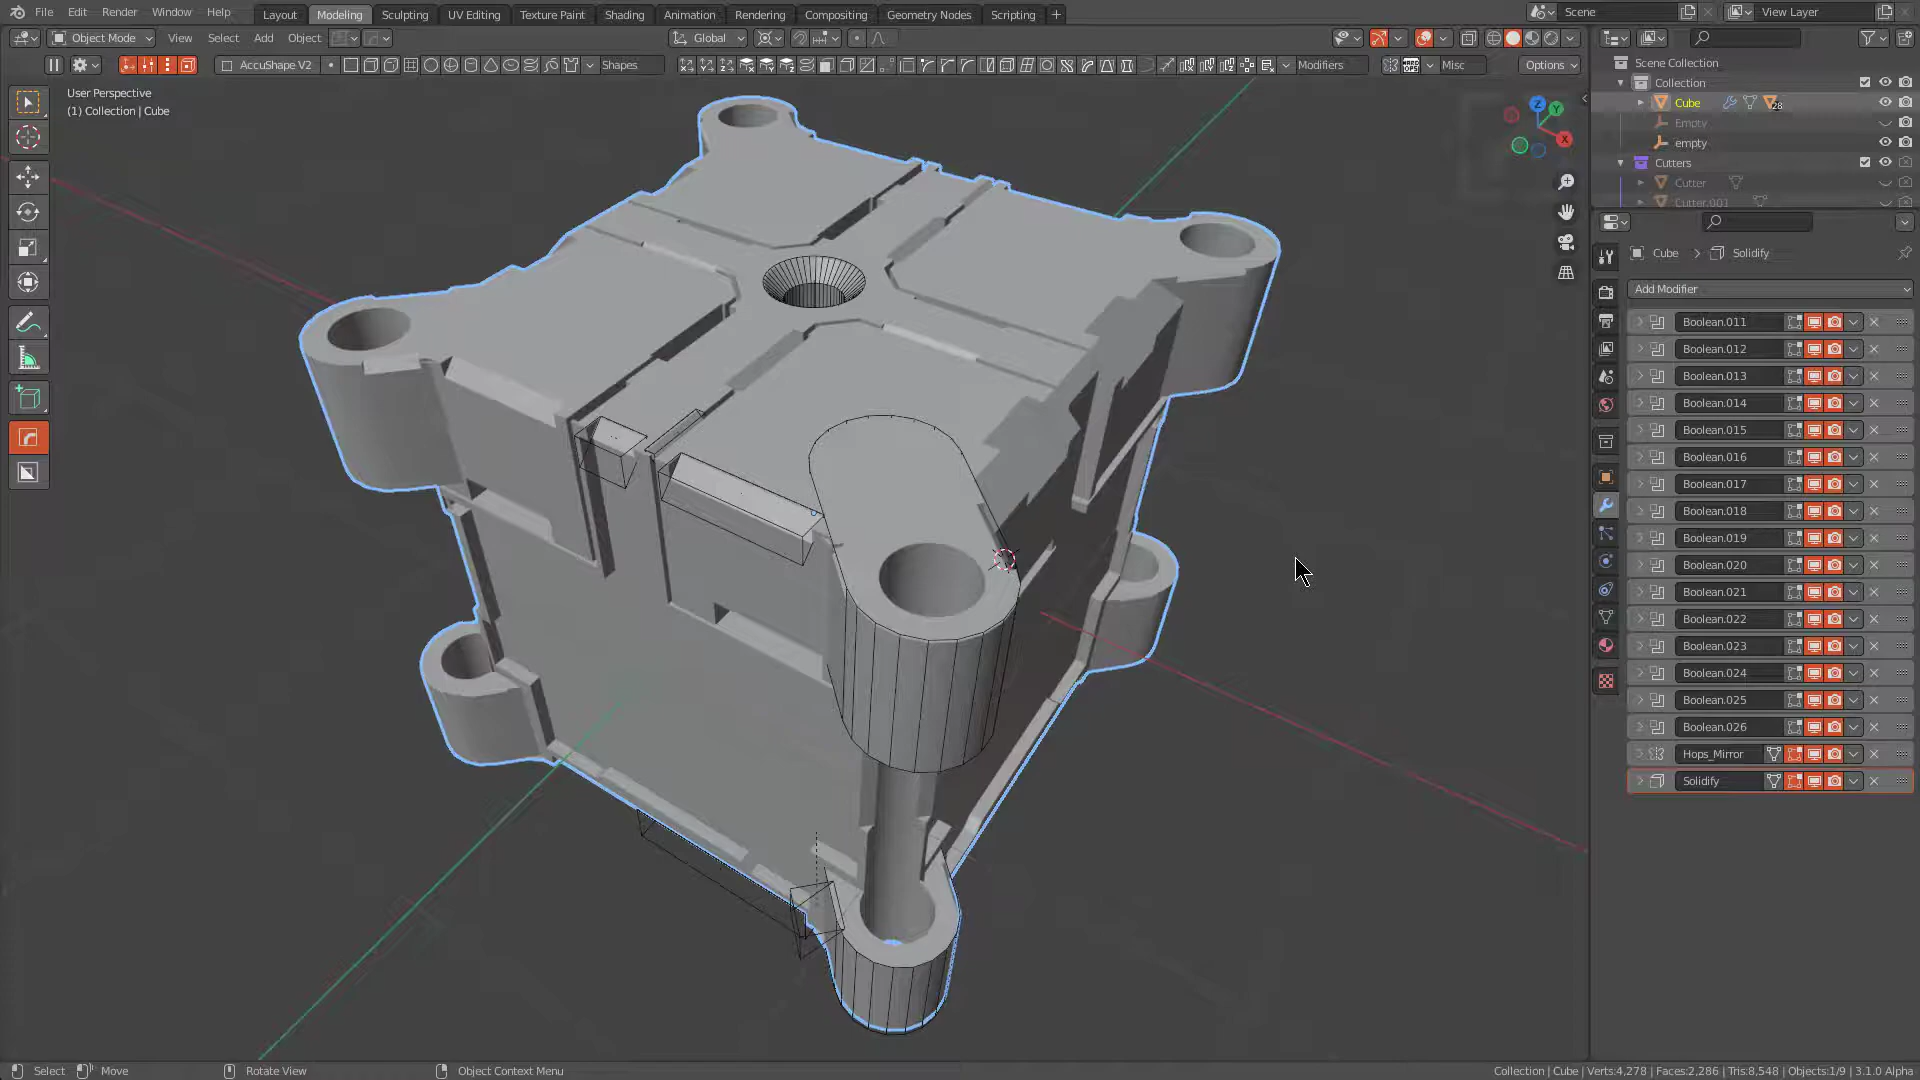 File Edit Render Window Help Layout Modeling Sculpting UV Editing Texture Paint Shading Animation Rendering Compositing Geometry Nodes Scripting + Scene View Layer
Object Mode View Select Add Object Global
AccuShape V2 Shapes Modifiers Misc Options
User Perspective
(1) Collection | Cube
Z
Y
X
Scene Collection
Collection
Cube 28
Empty
empty
Cutters
Cutter
Cutter.001
Cube > Solidify
Add Modifier
Boolean.011
Boolean.012
Boolean.013
Boolean.014
Boolean.015
Boolean.016
Boolean.017
Boolean.018
Boolean.019
Boolean.020
Boolean.021
Boolean.022
Boolean.023
Boolean.024
Boolean.025
Boolean.026
Hops_Mirror
Solidify
Select Move Rotate View Object Context Menu Collection | Cube | Verts:4,278 | Faces:2,286 | Tris:8,548 | Objects:1/9 | 3.1.0 Alpha